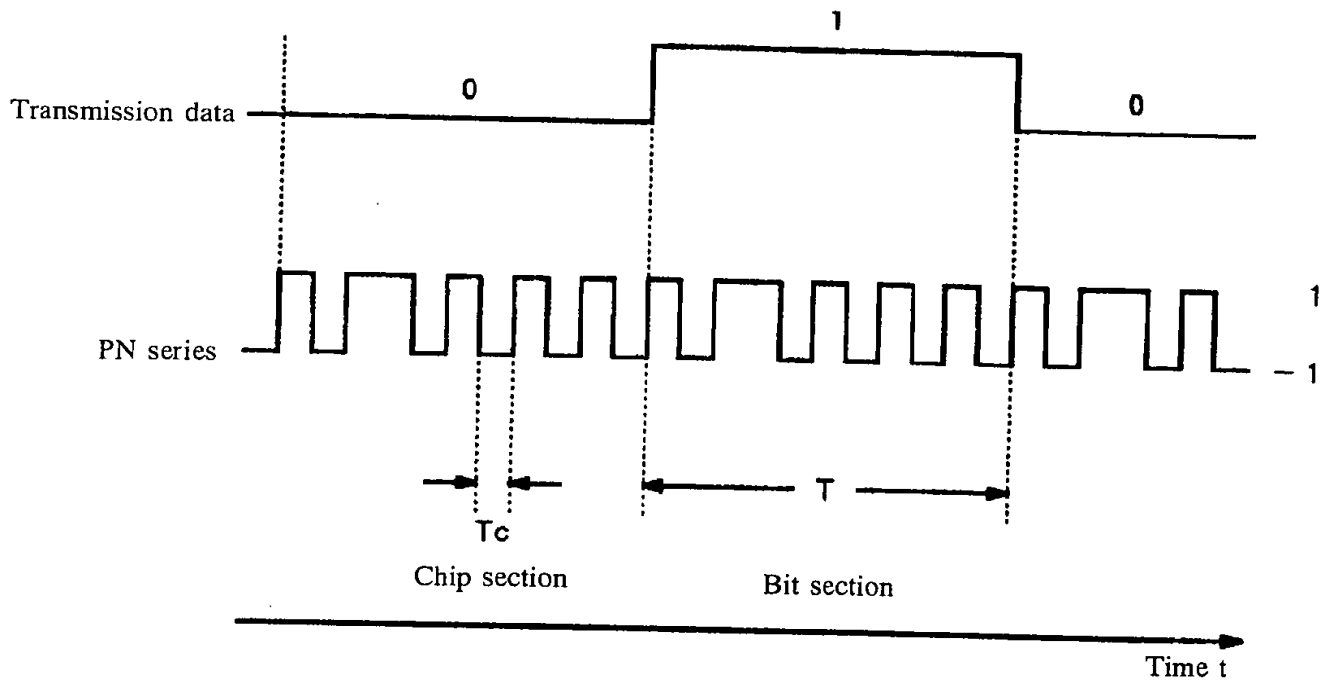 1
0
0
Transmission data
1
PN series
− 1
T
Tc
Chip section
Bit section
Time t